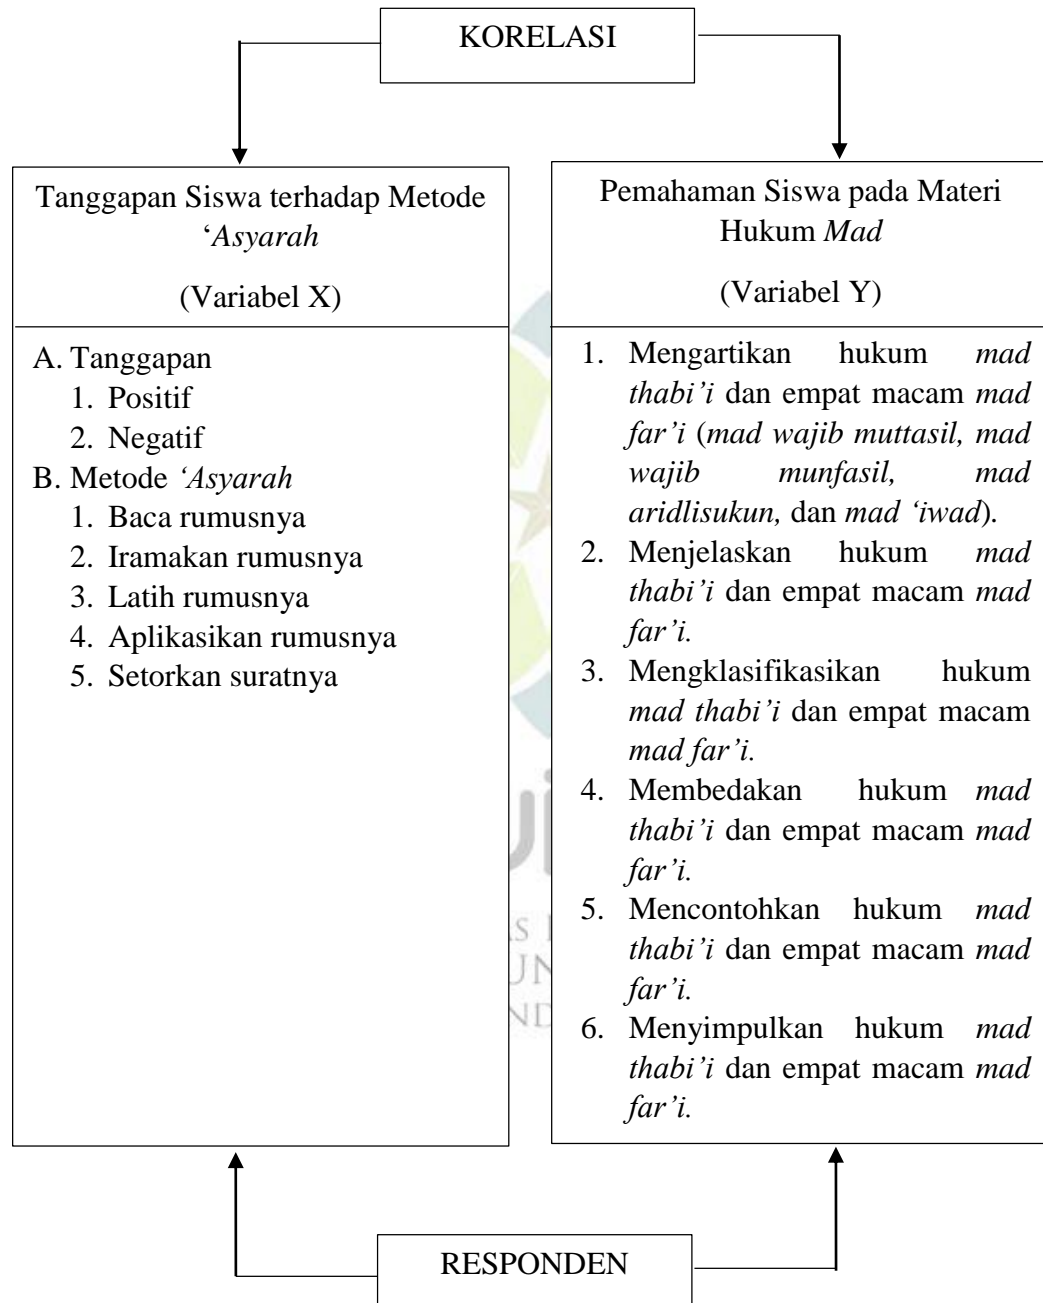 KORELASI
Tanggapan Siswa terhadap Metode
‘Asyarah
(Variabel X)
A. Tanggapan
1. Positif
2. Negatif
B. Metode ‘Asyarah
1. Baca rumusnya
2. Iramakan rumusnya
3. Latih rumusnya
4. Aplikasikan rumusnya
5. Setorkan suratnya
Pemahaman Siswa pada Materi
Hukum Mad
(Variabel Y)
1. Mengartikan hukum mad
thabi’i dan empat macam mad
far’i (mad wajib muttasil, mad
wajib munfasil, mad
aridlisukun, dan mad ‘iwad).
2. Menjelaskan hukum mad
thabi’i dan empat macam mad
far’i.
3. Mengklasifikasikan hukum
mad thabi’i dan empat macam
mad far’i.
4. Membedakan hukum mad
thabi’i dan empat macam mad
far’i.
5. Mencontohkan hukum mad
thabi’i dan empat macam mad
far’i.
6. Menyimpulkan hukum mad
thabi’i dan empat macam mad
far’i.
RESPONDEN